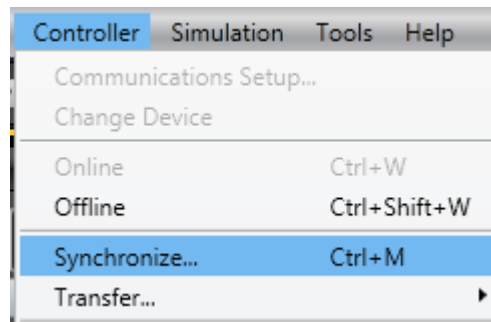 Controller Simulation Tools Help
Communications Setup...
Change Device
Online Ctrl+W
Offline Ctrl+Shift+W
Synchronize... Ctrl+M
Transfer...